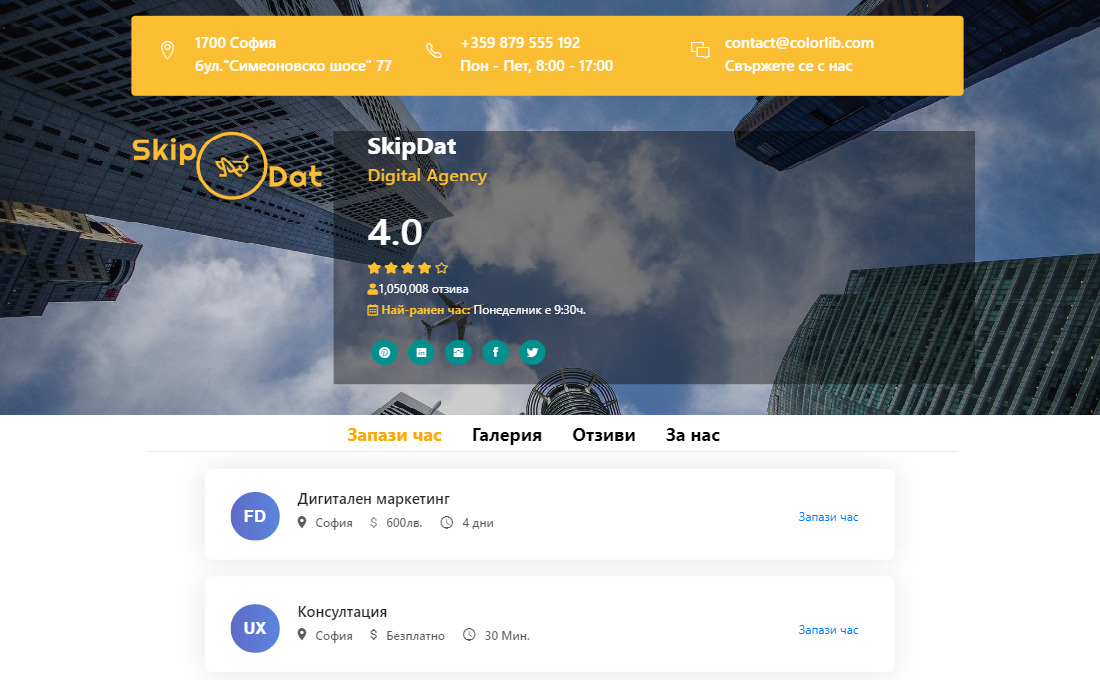 1700 София
бул."Симеоновско шосе" 77
+359 879 555 192
Пон - Пет, 8:00 - 17:00
contact@colorlib.com
Свържете се с нас
Skip
Dat
SkipDat
Digital Agency
4.0
1,050,008 отзива
Най-ранен час: Понеделник е 9:30ч.
Запази час Галерия Отзиви За нас
FD
Дигитален маркетинг
София $ 600лв. 4 дни
Запази час
UX
Консултация
София $ Безплатно 30 Мин.
Запази час